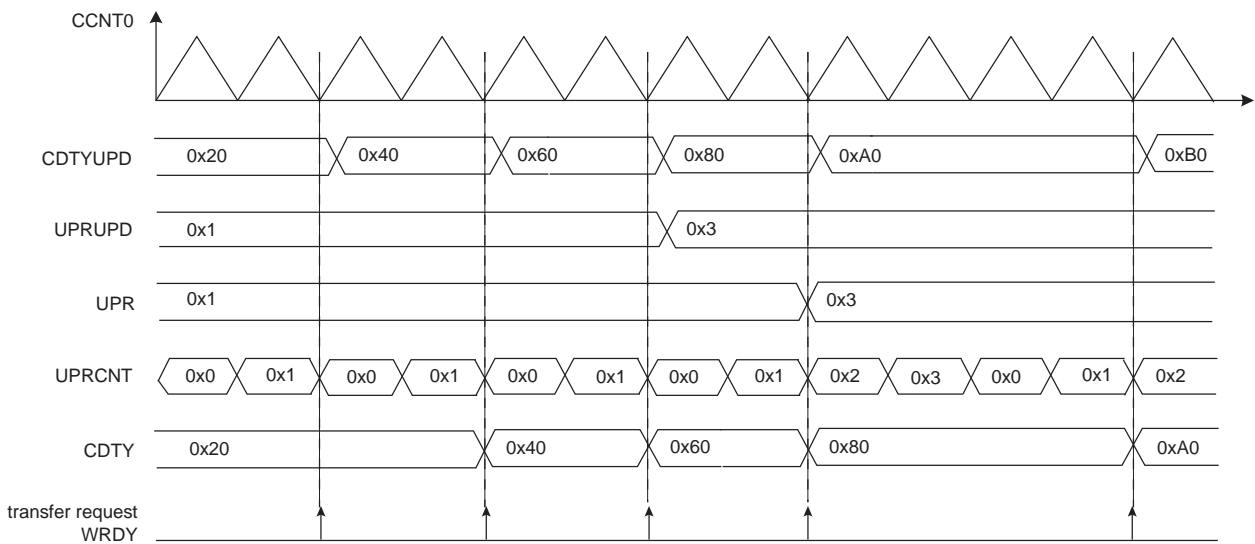 CCNT0
CDTYUPD 0x20 0x40 0x60 0x80 0xA0 0xB0
UPRUPD 0x1 0x3
UPR 0x1 0x3
UPRCNT 0x0 0x1 0x0 0x1 0x0 0x1 0x0 0x1 0x2 0x3 0x0 0x1 0x2
CDTY 0x20 0x40 0x60 0x80 0xA0
transfer request
WRDY